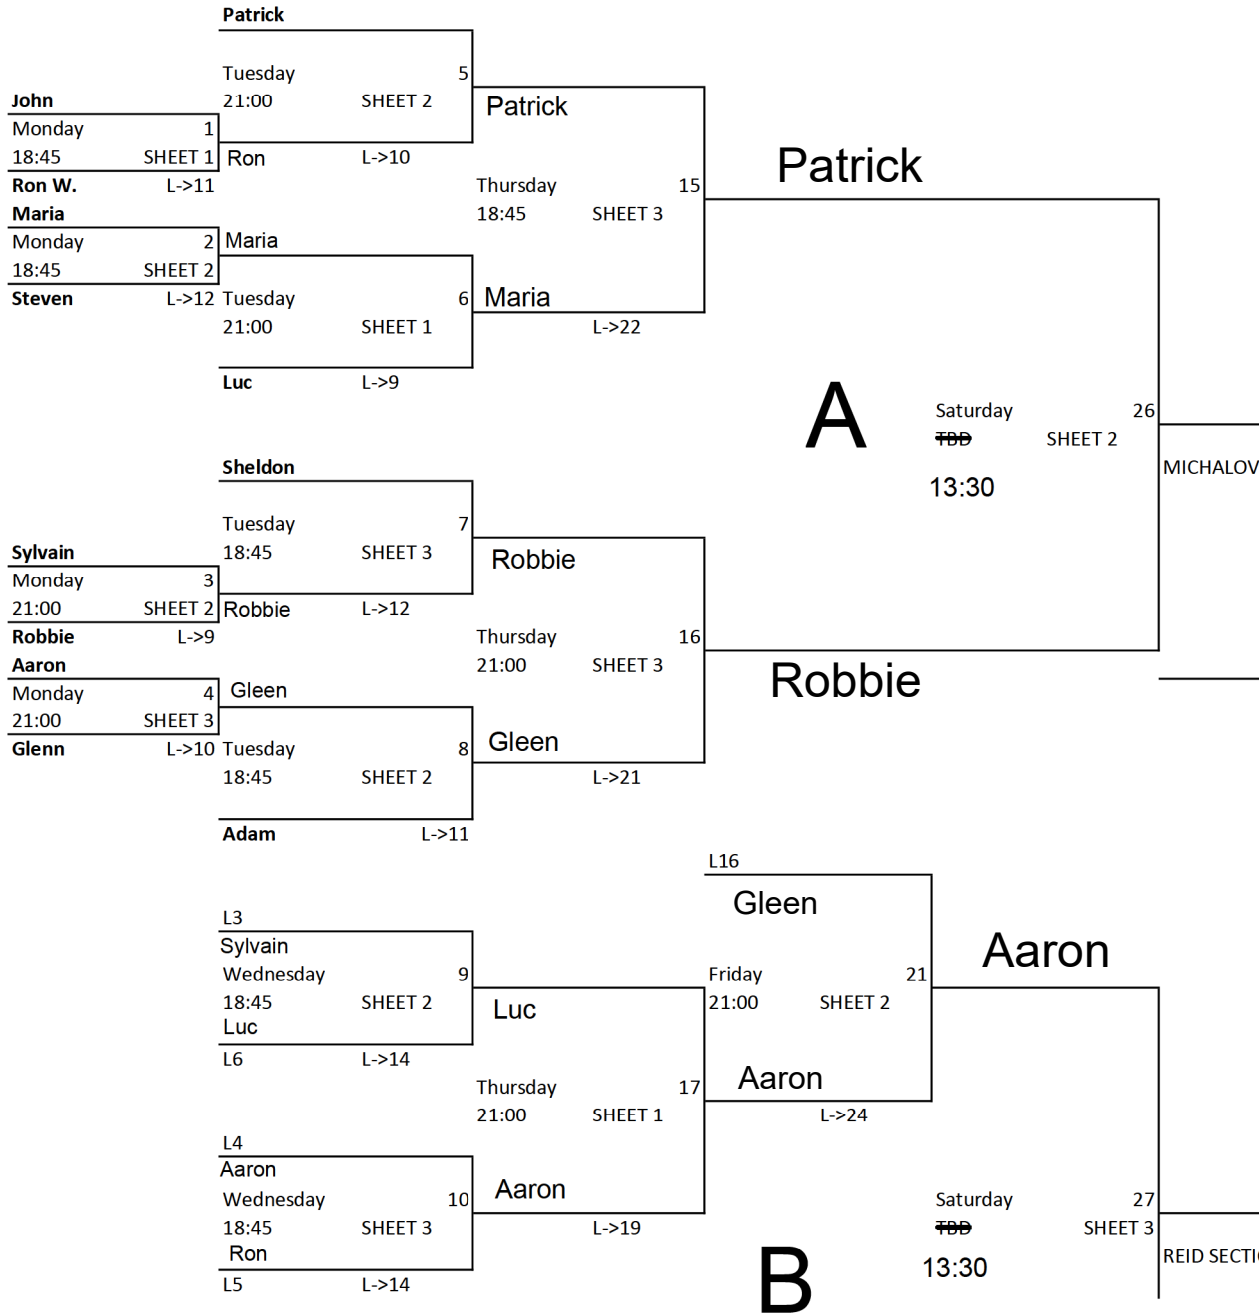 Patrick
Tuesday 5
21:00 SHEET 2
John
Patrick
Monday 1
18:45 SHEET 1
Ron L->10
Patrick
Ron W. L->11
Thursday 15
Maria
18:45 SHEET 3
Monday 2
Maria
18:45 SHEET 2
Steven L->12
Tuesday 6
Maria
21:00 SHEET 1
L->22
Luc L->9
A
Saturday 26
TBD SHEET 2
Sheldon
MICHALOV
13:30
Tuesday 7
18:45 SHEET 3
Sylvain
Robbie
Monday 3
21:00 SHEET 2
Robbie L->12
Robbie L->9
Thursday 16
Aaron
21:00 SHEET 3
Robbie
Monday 4
Gleen
21:00 SHEET 3
Glenn L->10
Tuesday 8
Gleen
18:45 SHEET 2
L->21
Adam L->11
L16
Gleen
L3
Sylvain
Aaron
Wednesday 9
Friday 21
18:45 SHEET 2
Luc
21:00 SHEET 2
Luc
L6 L->14
Thursday 17
Aaron
21:00 SHEET 1
L->24
L4
Aaron
Wednesday 10
Aaron
Saturday 27
18:45 SHEET 3
L->19
TBD SHEET 3
Ron
B
13:30
REID SECTI
L5 L->14